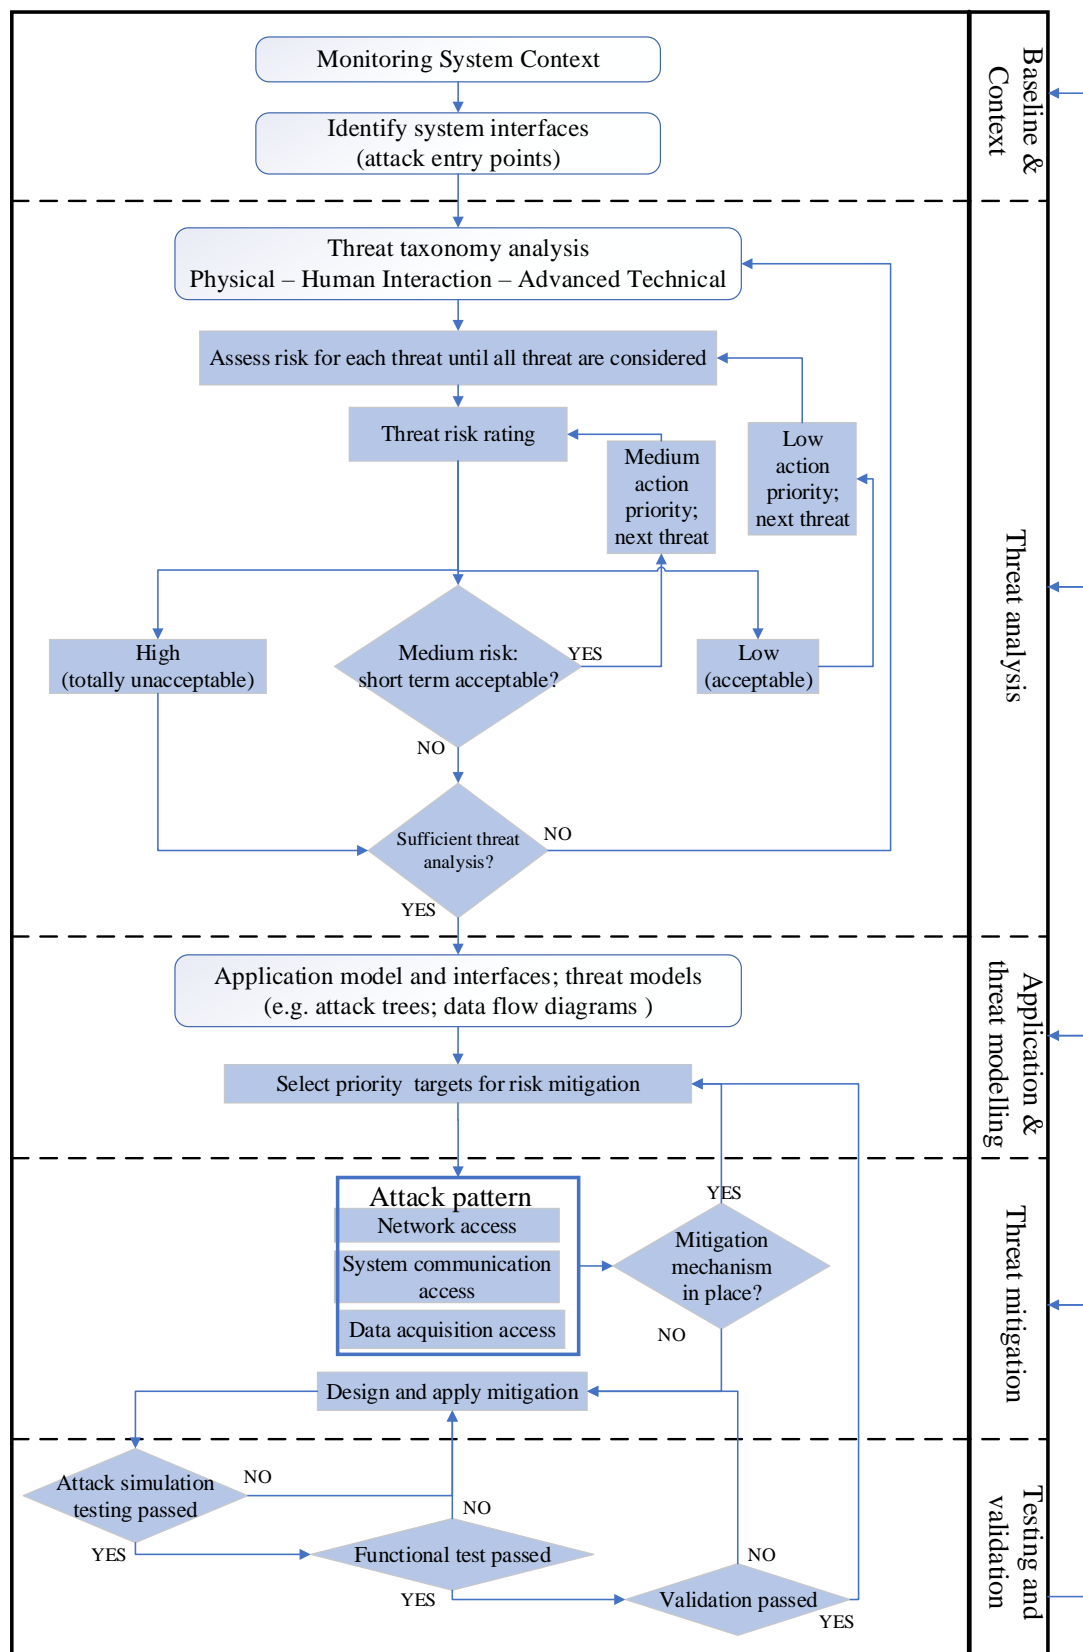 Monitoring System Context
Identify system interfaces
(attack entry points)
Baseline &
Context
Threat taxonomy analysis
Physical – Human Interaction – Advanced Technical
Assess risk for each threat until all threat are considered
Threat risk rating
Medium
action
priority;
next threat
Low
action
priority;
next threat
High
(totally unacceptable)
Medium risk:
short term acceptable?
YES
Low
(acceptable)
NO
Sufficient threat
analysis?
NO
YES
Threat analysis
Application model and interfaces; threat models
(e.g. attack trees; data flow diagrams )
Select priority targets for risk mitigation
Application &
threat modelling
Attack pattern
Network access
System communication
access
Data acquisition access
YES
Mitigation
mechanism
in place?
NO
Design and apply mitigation
Threat mitigation
Attack simulation
testing passed
NO
YES
NO
Functional test passed
YES
NO
Validation passed
YES
Testing and
validation